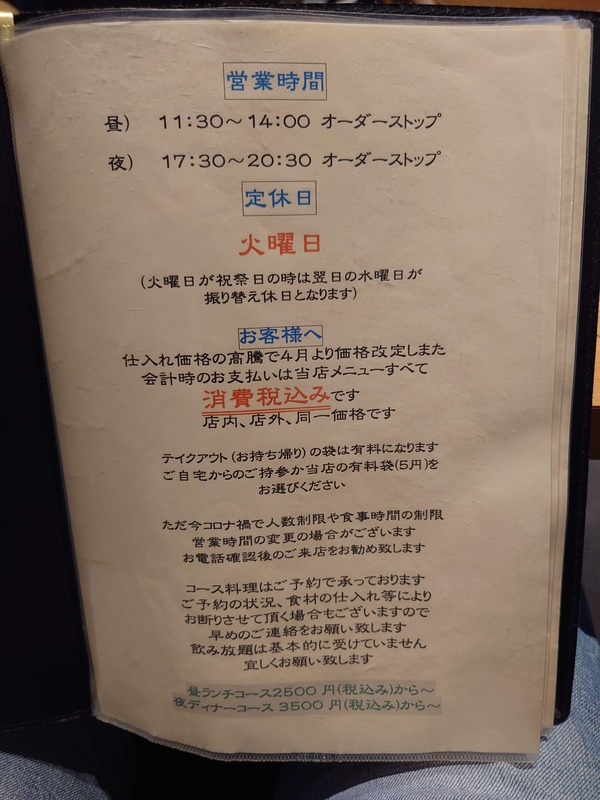 営業時間
昼) 11:30～14:00 オーダーストップ
夜) 17:30～20:30 オーダーストップ
定休日
火曜日
(火曜日が祝祭日の時は翌日の水曜日が
振り替え休日となります)
お客様へ
仕入れ価格の高騰で4月より価格改定しまた
会計時のお支払いは当店メニューすべて
消費税込みです
店内、店外、同一価格です
テイクアウト(お持ち帰り)の袋は有料になります
ご自宅からのご持参か当店の有料袋(5円)を
お選びください
ただ今コロナ禍で人数制限や食事時間の制限
営業時間の変更の場合がございます
お電話確認後のご来店をお勧め致します
コース料理はご予約で承っております
ご予約の状況、食材の仕入れ等により
お断りさせて頂く場合もございますので
早めのご連絡をお願い致します
飲み放題は基本的に受けていません
宜しくお願い致します
昼ランチコース2500 円(税込み)から～
夜ディナーコース 3500 円(税込み)から～